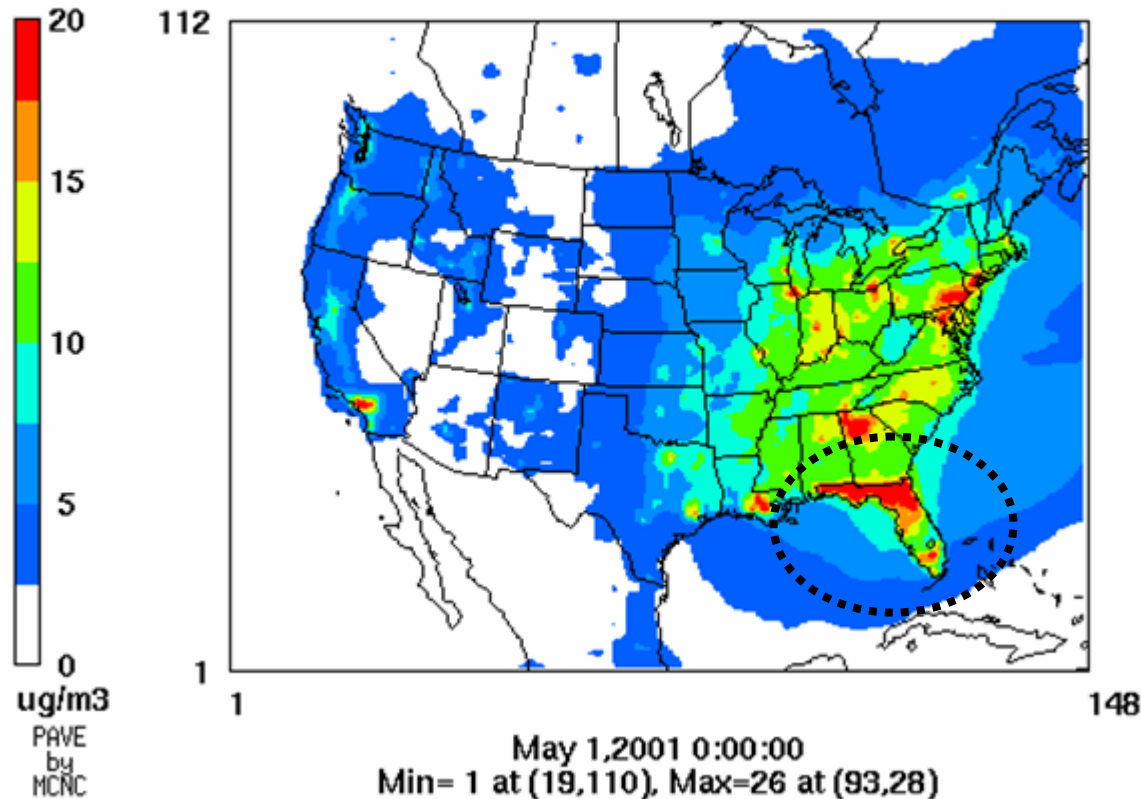 20
15
10
5
0
ug/m3
PAVE
by
MCNC
112
1
1
148
May 1,2001 0:00:00
Min= 1 at (19,110), Max=26 at (93,28)